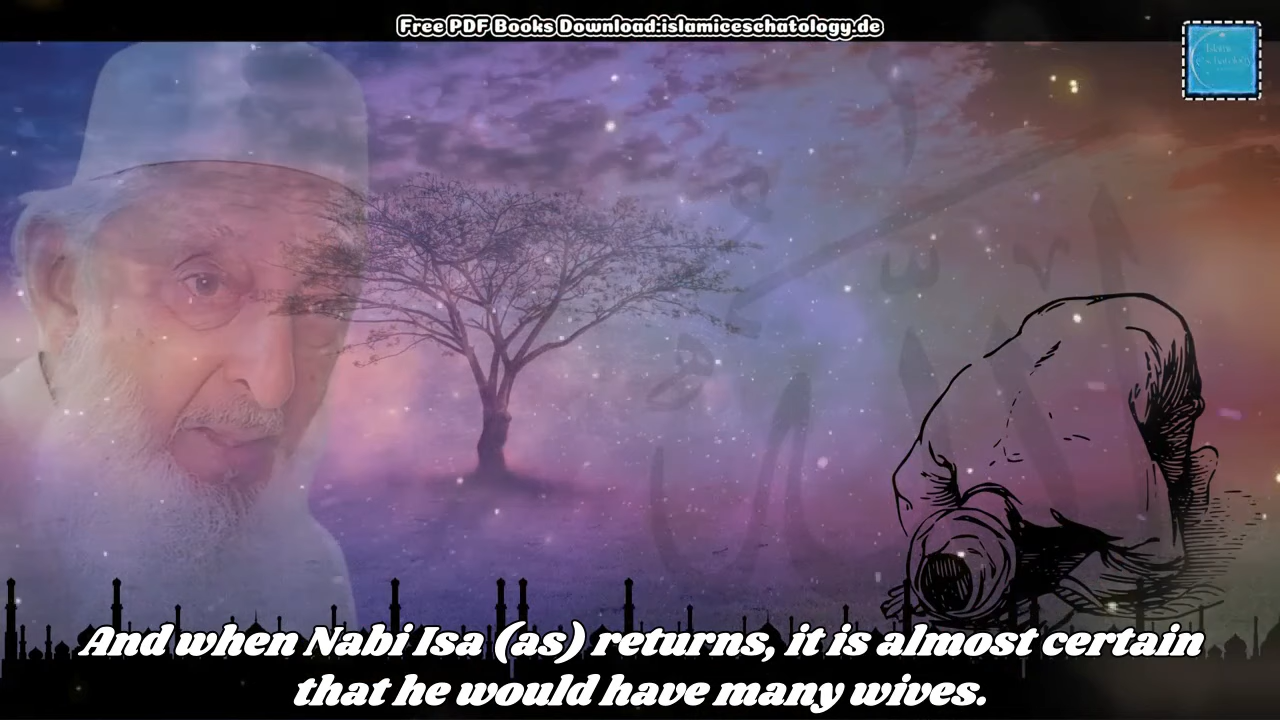 Free PDF Books Download:islamiceschatology.de
And when Nabi Isa (as) returns, it is almost certain
that he would have many wives.